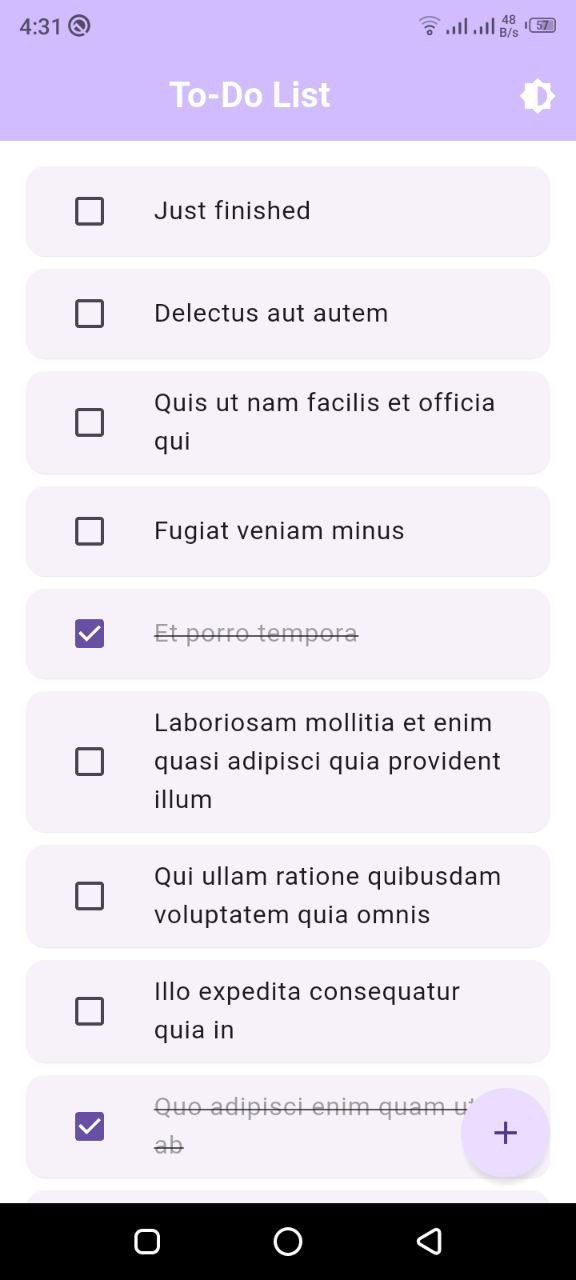 4:31
48
B/s
57
To-Do List
Just finished
Delectus aut autem
Quis ut nam facilis et officia
qui
Fugiat veniam minus
Et porro tempora
Laboriosam mollitia et enim
quasi adipisci quia provident
illum
Qui ullam ratione quibusdam
voluptatem quia omnis
Illo expedita consequatur
quia in
Quo adipisci enim quam ut
ab